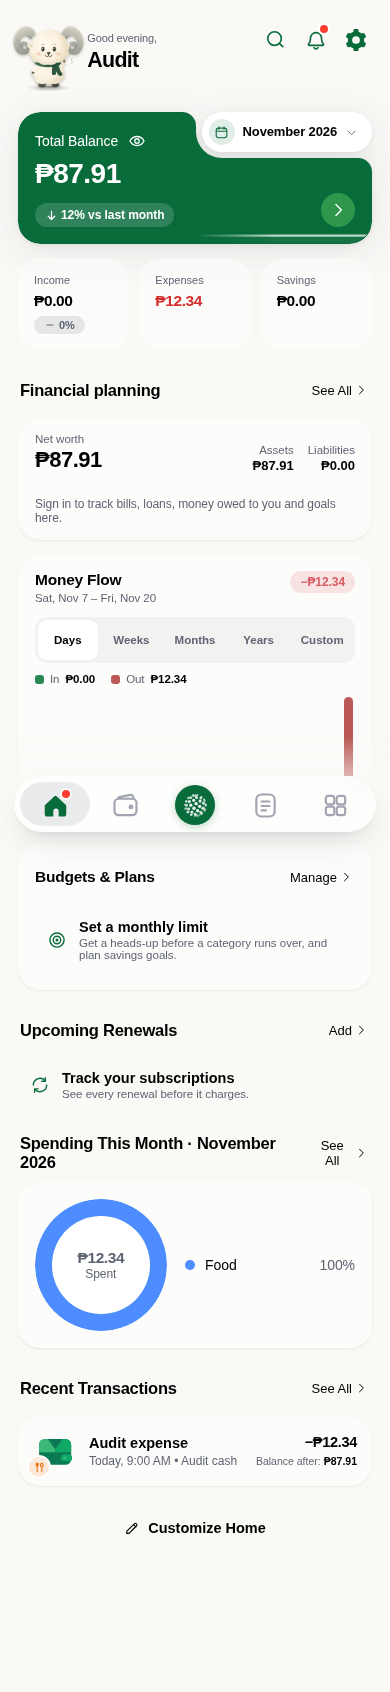 Good evening,
Audit
Total Balance
November 2026
₱87.91
↓ 12% vs last month
Income
₱0.00
− 0%
Expenses
₱12.34
Savings
₱0.00
Financial planning
See All
Net worth
₱87.91
Assets
₱87.91
Liabilities
₱0.00
Sign in to track bills, loans, money owed to you and goals
here.
Money Flow
−₱12.34
Sat, Nov 7 – Fri, Nov 20
Days Weeks Months Years Custom
In ₱0.00 Out ₱12.34
Budgets & Plans
Manage
Set a monthly limit
Get a heads-up before a category runs over, and
plan savings goals.
Upcoming Renewals
Add
Track your subscriptions
See every renewal before it charges.
Spending This Month · November
2026
See
All
₱12.34
Spent
Food 100%
Recent Transactions
See All
Audit expense
−₱12.34
Today, 9:00 AM • Audit cash
Balance after: ₱87.91
Customize Home